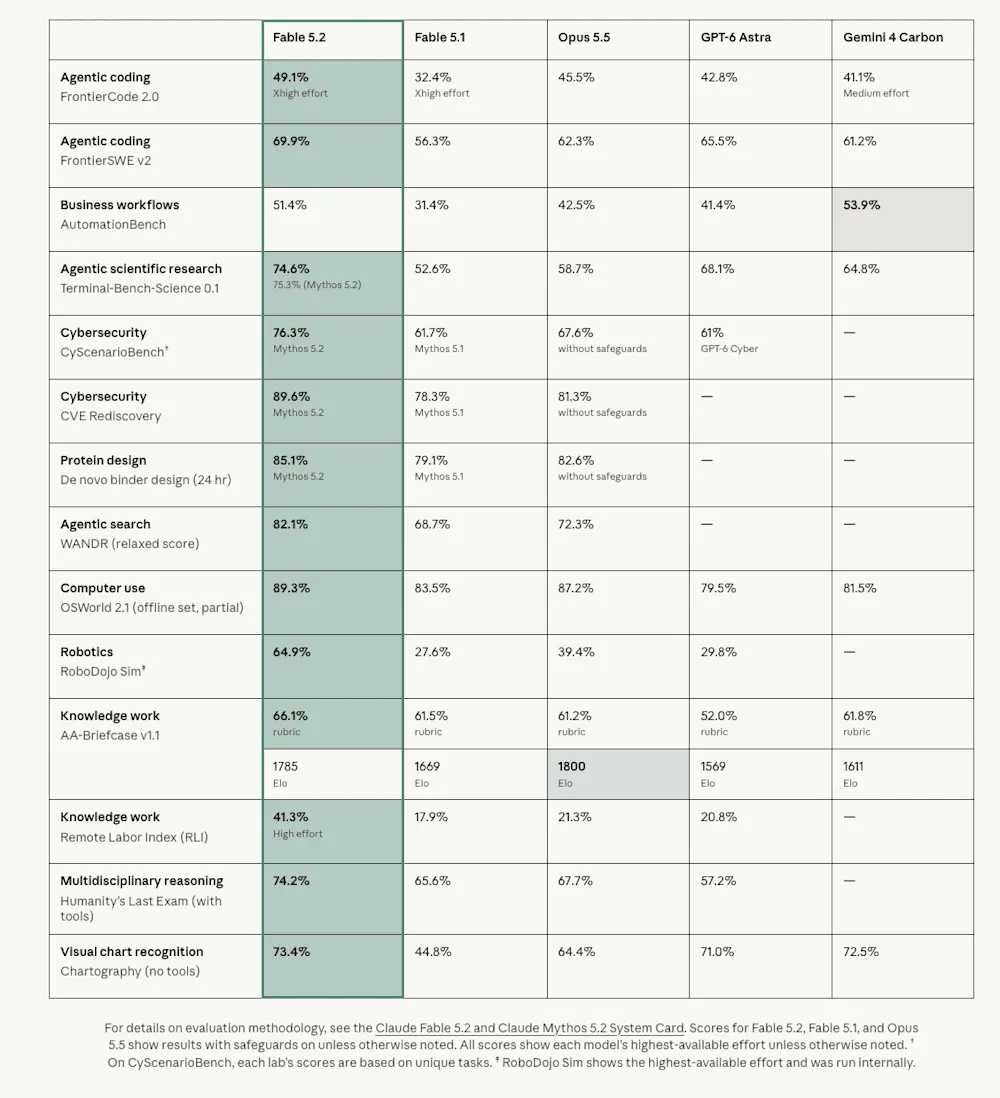 Fable 5.2 Fable 5.1 Opus 5.5 GPT-6 Astra Gemini 4 Carbon
Agentic coding 49.1% 32.4% 45.5% 42.8% 41.1%
FrontierCode 2.0 Xhigh effort Xhigh effort Medium effort
Agentic coding 69.9% 56.3% 62.3% 65.5% 61.2%
FrontierSWE v2
Business workflows 51.4% 31.4% 42.5% 41.4% 53.9%
AutomationBench
Agentic scientific research 74.6% 52.6% 58.7% 68.1% 64.8%
Terminal-Bench-Science 0.1 75.3% (Mythos 5.2)
Cybersecurity 76.3% 61.7% 67.6% 61% —
CyScenarioBench† Mythos 5.2 Mythos 5.1 without safeguards GPT-6 Cyber
Cybersecurity 89.6% 78.3% 81.3% — —
CVE Rediscovery Mythos 5.2 Mythos 5.1 without safeguards
Protein design 85.1% 79.1% 82.6% — —
De novo binder design (24 hr) Mythos 5.2 Mythos 5.1 without safeguards
Agentic search 82.1% 68.7% 72.3% — —
WANDR (relaxed score)
Computer use 89.3% 83.5% 87.2% 79.5% 81.5%
OSWorld 2.1 (offline set, partial)
Robotics 64.9% 27.6% 39.4% 29.8% —
RoboDojo Sim‡
Knowledge work 66.1% 61.5% 61.2% 52.0% 61.8%
AA-Briefcase v1.1 rubric rubric rubric rubric rubric
1785 1669 1800 1569 1611
Elo Elo Elo Elo Elo
Knowledge work 41.3% 17.9% 21.3% 20.8% —
Remote Labor Index (RLI) High effort
Multidisciplinary reasoning 74.2% 65.6% 67.7% 57.2% —
Humanity's Last Exam (with
tools)
Visual chart recognition 73.4% 44.8% 64.4% 71.0% 72.5%
Chartography (no tools)
For details on evaluation methodology, see the Claude Fable 5.2 and Claude Mythos 5.2 System Card. Scores for Fable 5.2, Fable 5.1, and Opus
5.5 show results with safeguards on unless otherwise noted. All scores show each model's highest-available effort unless otherwise noted. †
On CyScenarioBench, each lab's scores are based on unique tasks. ‡ RoboDojo Sim shows the highest-available effort and was run internally.